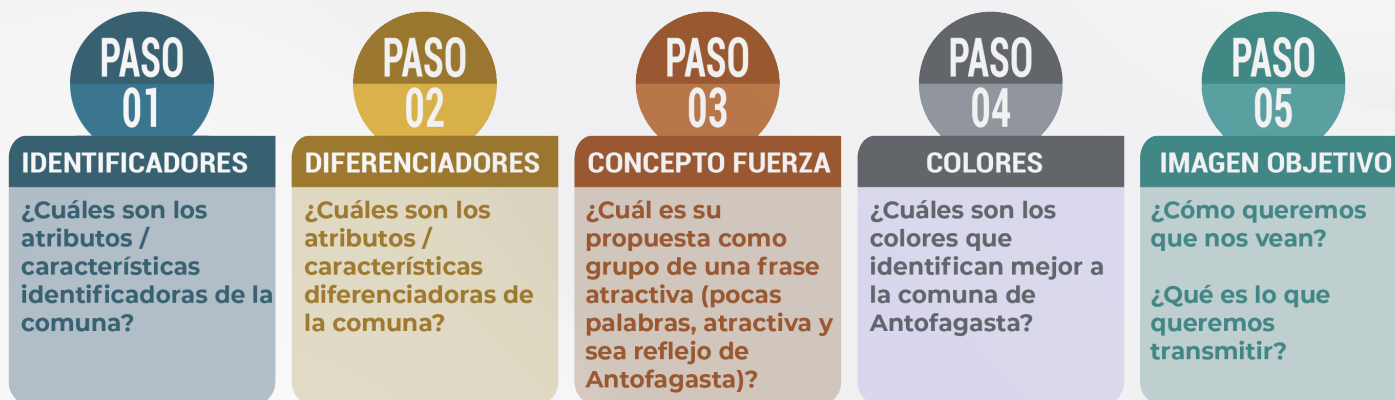 PASO
01
IDENTIFICADORES
¿Cuáles son los
atributos /
características
identificadoras de la
comuna?
PASO
02
DIFERENCIADORES
¿Cuáles son los
atributos /
características
diferenciadoras de
la comuna?
PASO
03
CONCEPTO FUERZA
¿Cuál es su
propuesta como
grupo de una frase
atractiva (pocas
palabras, atractiva y
sea reflejo de
Antofagasta)?
PASO
04
COLORES
¿Cuáles son los
colores que
identifican mejor a
la comuna de
Antofagasta?
PASO
05
IMAGEN OBJETIVO
¿Cómo queremos
que nos vean?
¿Qué es lo que
queremos
transmitir?